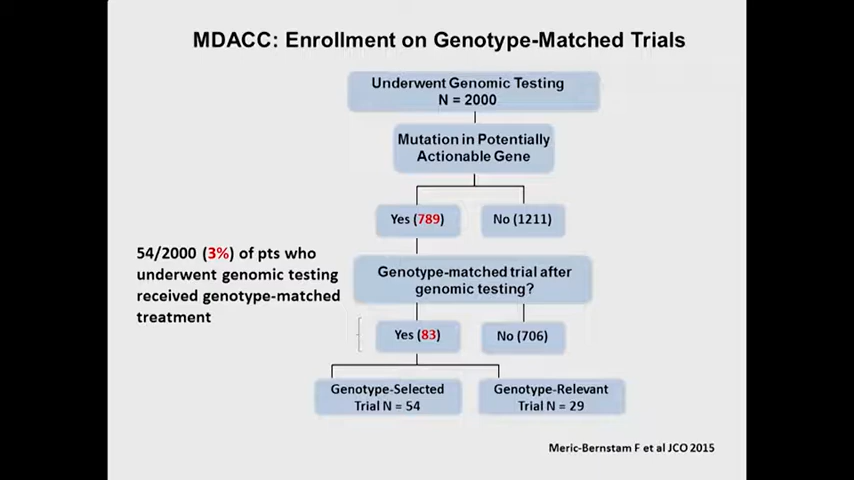 MDACC: Enrollment on Genotype-Matched Trials
Underwent Genomic Testing
N = 2000
Mutation in Potentially
Actionable Gene
Yes (789)
No (1211)
54/2000 (3%) of pts who
underwent genomic testing
received genotype-matched
treatment
Genotype-matched trial after
genomic testing?
Yes (83)
No (706)
Genotype-Selected
Trial N = 54
Genotype-Relevant
Trial N = 29
Meric-Bernstam F et al JCO 2015